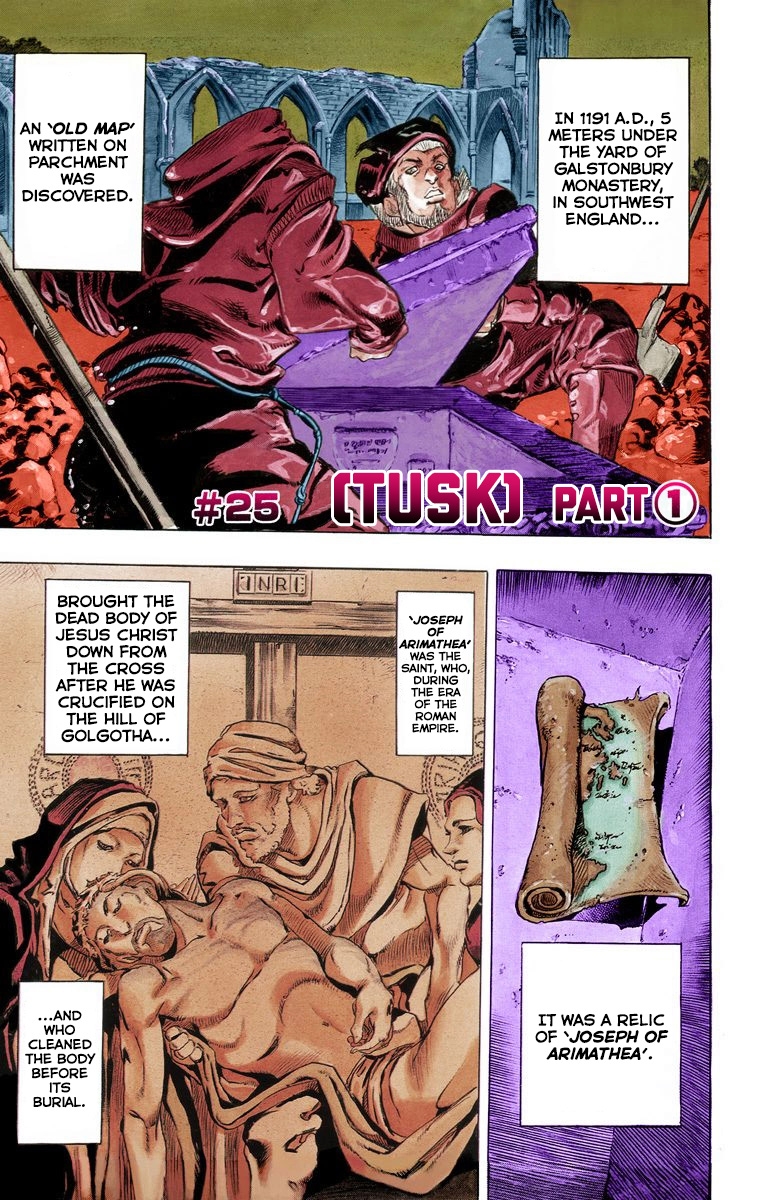 IN 1191 A.D., 5
METERS UNDER
THE YARD OF
GALSTONBURY
MONASTERY,
IN SOUTHWEST
ENGLAND...
AN 'OLD MAP'
WRITTEN ON
PARCHMENT
WAS
DISCOVERED.
#25 [TUSK] PART 1
IT WAS A RELIC
OF 'JOSEPH OF
ARIMATHEA'.
INRI
'JOSEPH
OF
ARIMATHEA'
WAS THE
SAINT, WHO,
DURING
THE ERA
OF THE
ROMAN
EMPIRE.
BROUGHT THE
DEAD BODY OF
JESUS CHRIST
DOWN FROM
THE CROSS
AFTER HE WAS
CRUCIFIED ON
THE HILL OF
GOLGOTHA...
...AND
WHO
CLEANED
THE BODY
BEFORE
ITS
BURIAL.